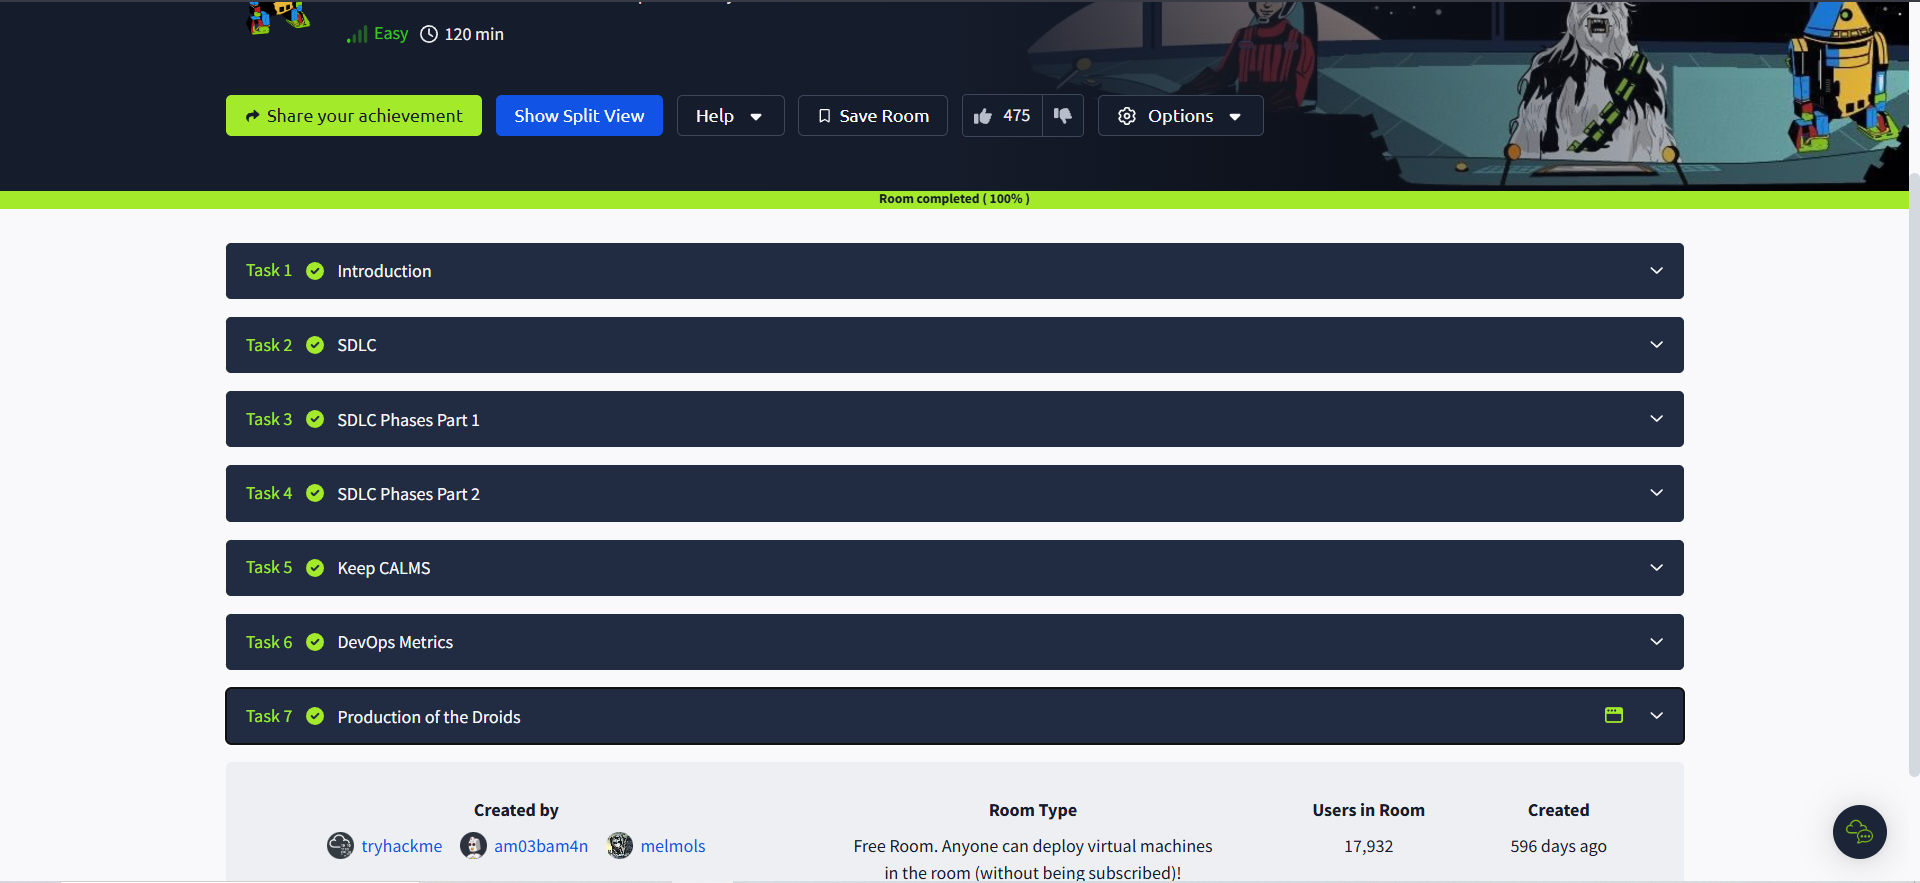 Easy 120 min
Share your achievement Show Split View Help Save Room 475 Options
Room completed ( 100% )
Task 1 Introduction
Task 2 SDLC
Task 3 SDLC Phases Part 1
Task 4 SDLC Phases Part 2
Task 5 Keep CALMS
Task 6 DevOps Metrics
Task 7 Production of the Droids
Created by Room Type Users in Room Created
tryhackme am03bam4n melmols Free Room. Anyone can deploy virtual machines 17,932 596 days ago
in the room (without being subscribed)!